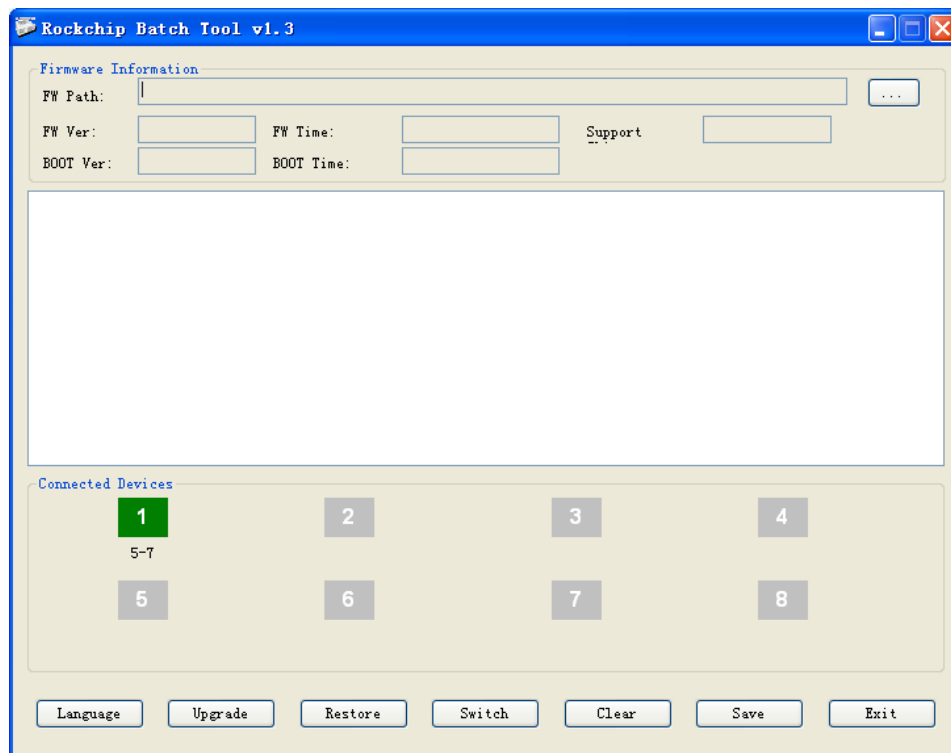 Rockchip Batch Tool v1.3
Firmware Information
FW Path:
...
FW Ver: FW Time: Support
BOOT Ver: BOOT Time:
Connected Devices
1 2 3 4
5-7
5 6 7 8
Language Upgrade Restore Switch Clear Save Exit